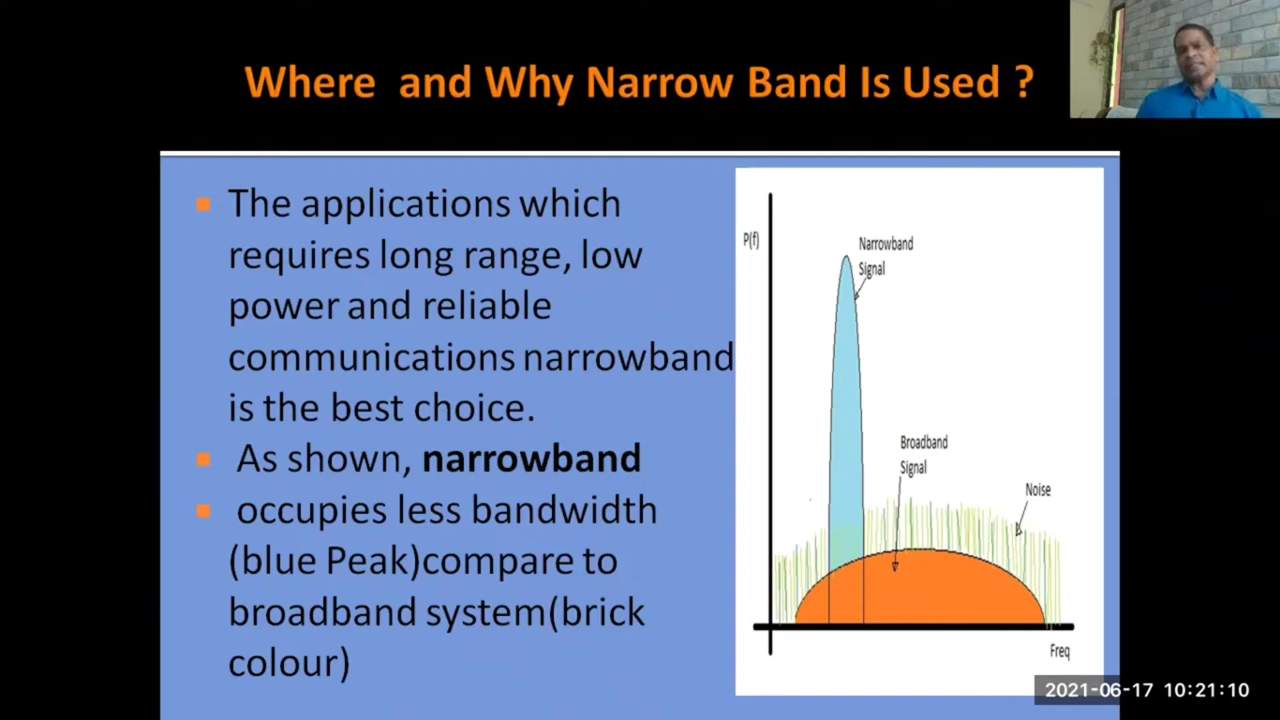 Where and Why Narrow Band Is Used ?
The applications which
requires long range, low
power and reliable
communications narrowband
is the best choice.
As shown, narrowband
occupies less bandwidth
(blue Peak)compare to
broadband system(brick
colour)
P(f)
Narrowband
Signal
Broadband
Signal
Noise
Freq
2021-06-17 10:21:10